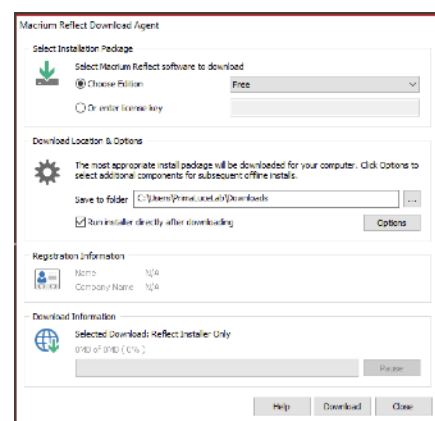 Macrium Reflect Download Agent
Select Installation Package
Select Macrium Reflect software to download
Choose Edition
Free
Or enter license key
Download Location & Options
The most appropriate install package will be downloaded for your computer. Click Options to
select additional components for subsequent offline installs.
Save to folder
C:\Users\PrimaLuceLab\Downloads
...
Run installer directly after downloading
Options
Registration Information
Name N/A
Company Name N/A
Download Information
Selected Download: Reflect Installer Only
0MB of 0MB ( 0% )
Pause
Help
Download
Close